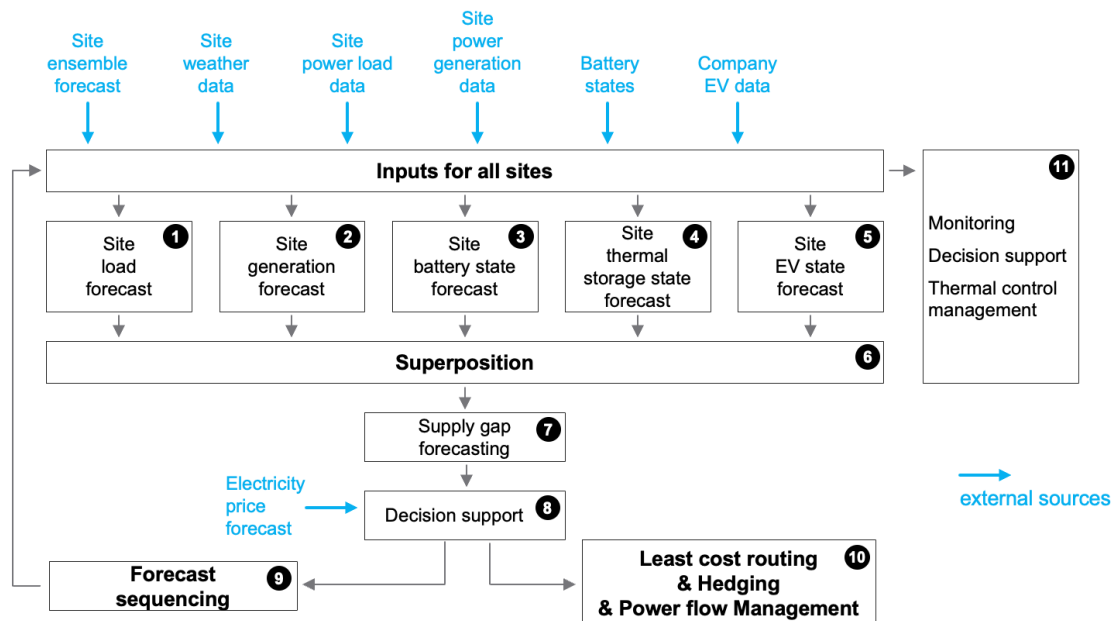 Site
ensemble
forecast
Site
weather
data
Site
power load
data
Site
power
generation
data
Battery
states
Company
EV data
Inputs for all sites
11
Monitoring
Decision support
Thermal control
management
1
Site
load
forecast
2
Site
generation
forecast
3
Site
battery state
forecast
4
Site
thermal
storage state
forecast
5
Site
EV state
forecast
Superposition
6
Supply gap
forecasting
7
Electricity
price
forecast
Decision support
8
external sources
Forecast
sequencing
9
Least cost routing
& Hedging
& Power flow Management
10